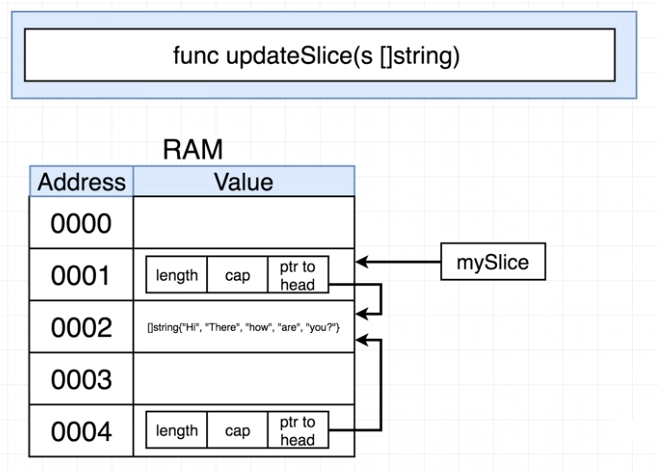 func updateSlice(s []string)
RAM
Address Value
0000
0001 length cap ptr to head
mySlice
0002 []string{"Hi", "There", "how", "are", "you?"}
0003
0004 length cap ptr to head